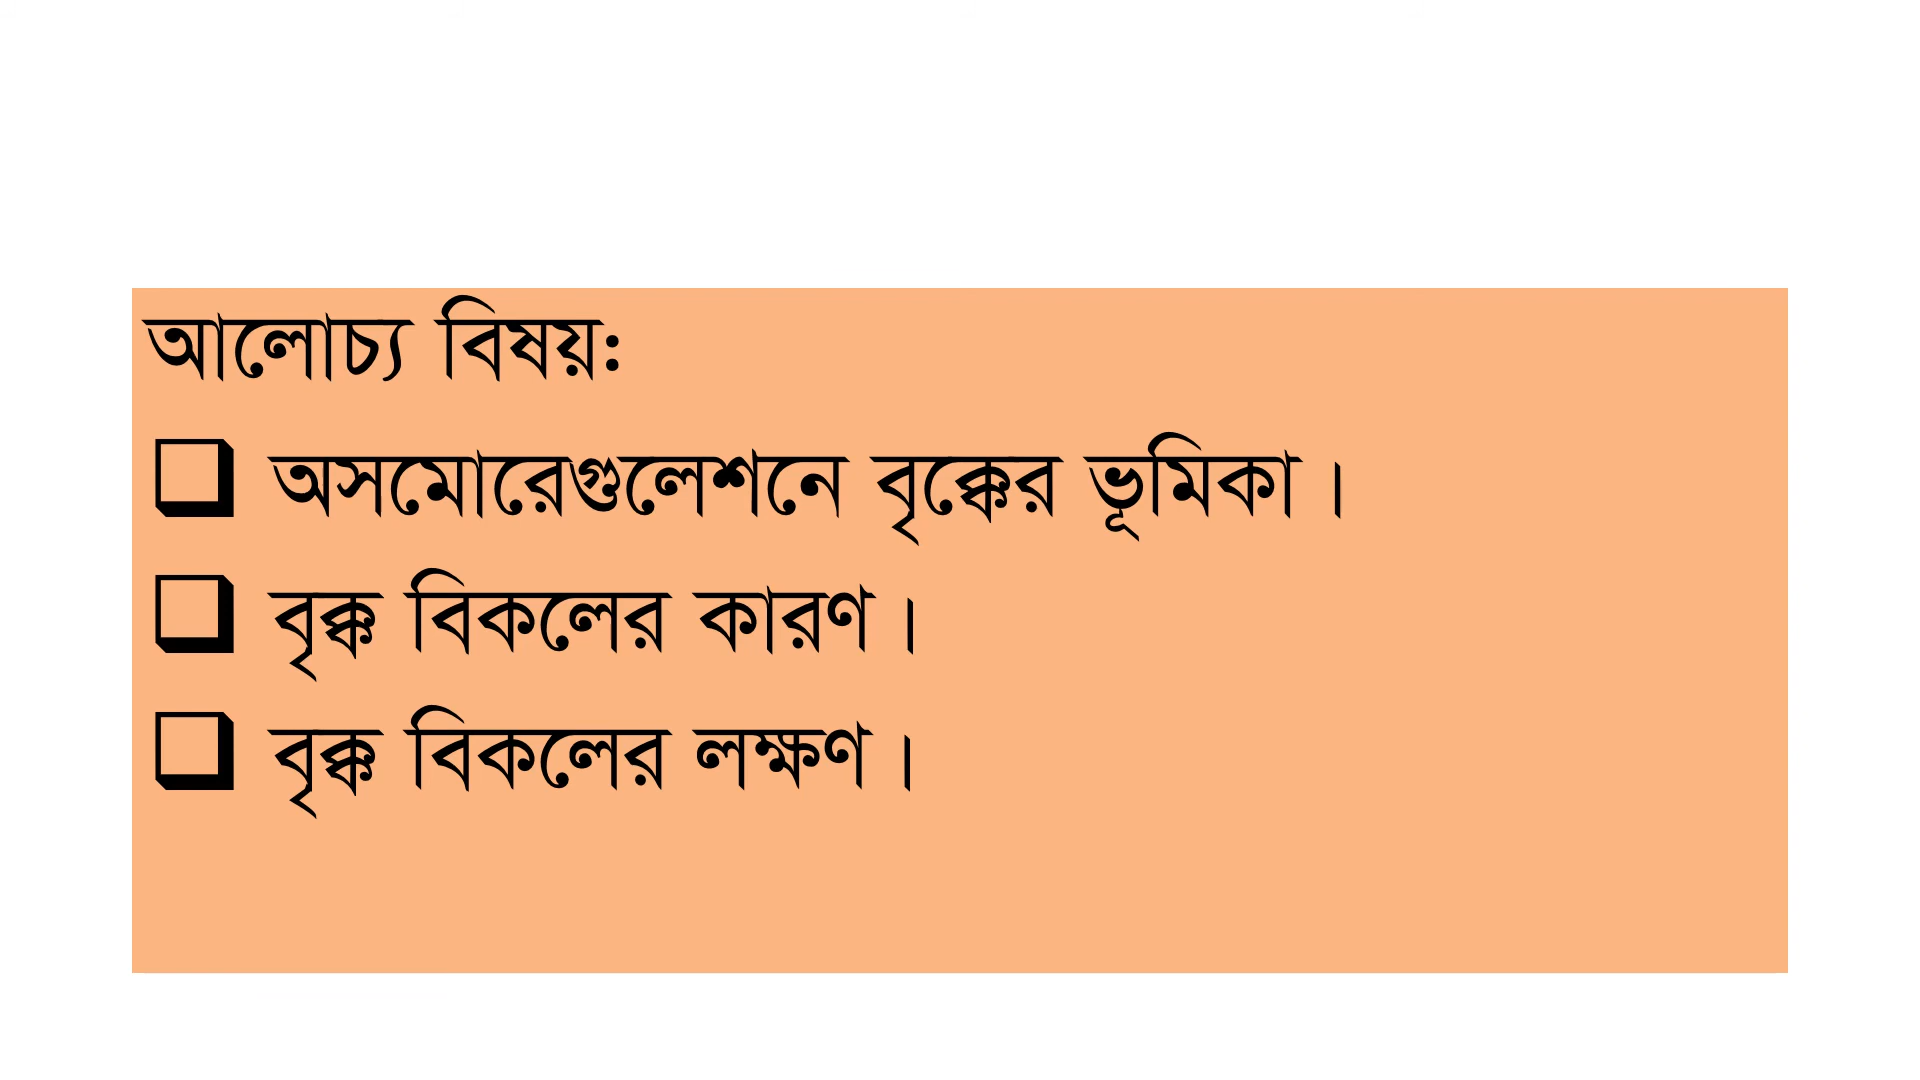 আলোচ্য বিষয়ঃ
❑ অসমোরেগুলেশনে বৃক্কের ভূমিকা।
❑ বৃক্ক বিকলের কারণ।
❑ বৃক্ক বিকলের লক্ষণ।